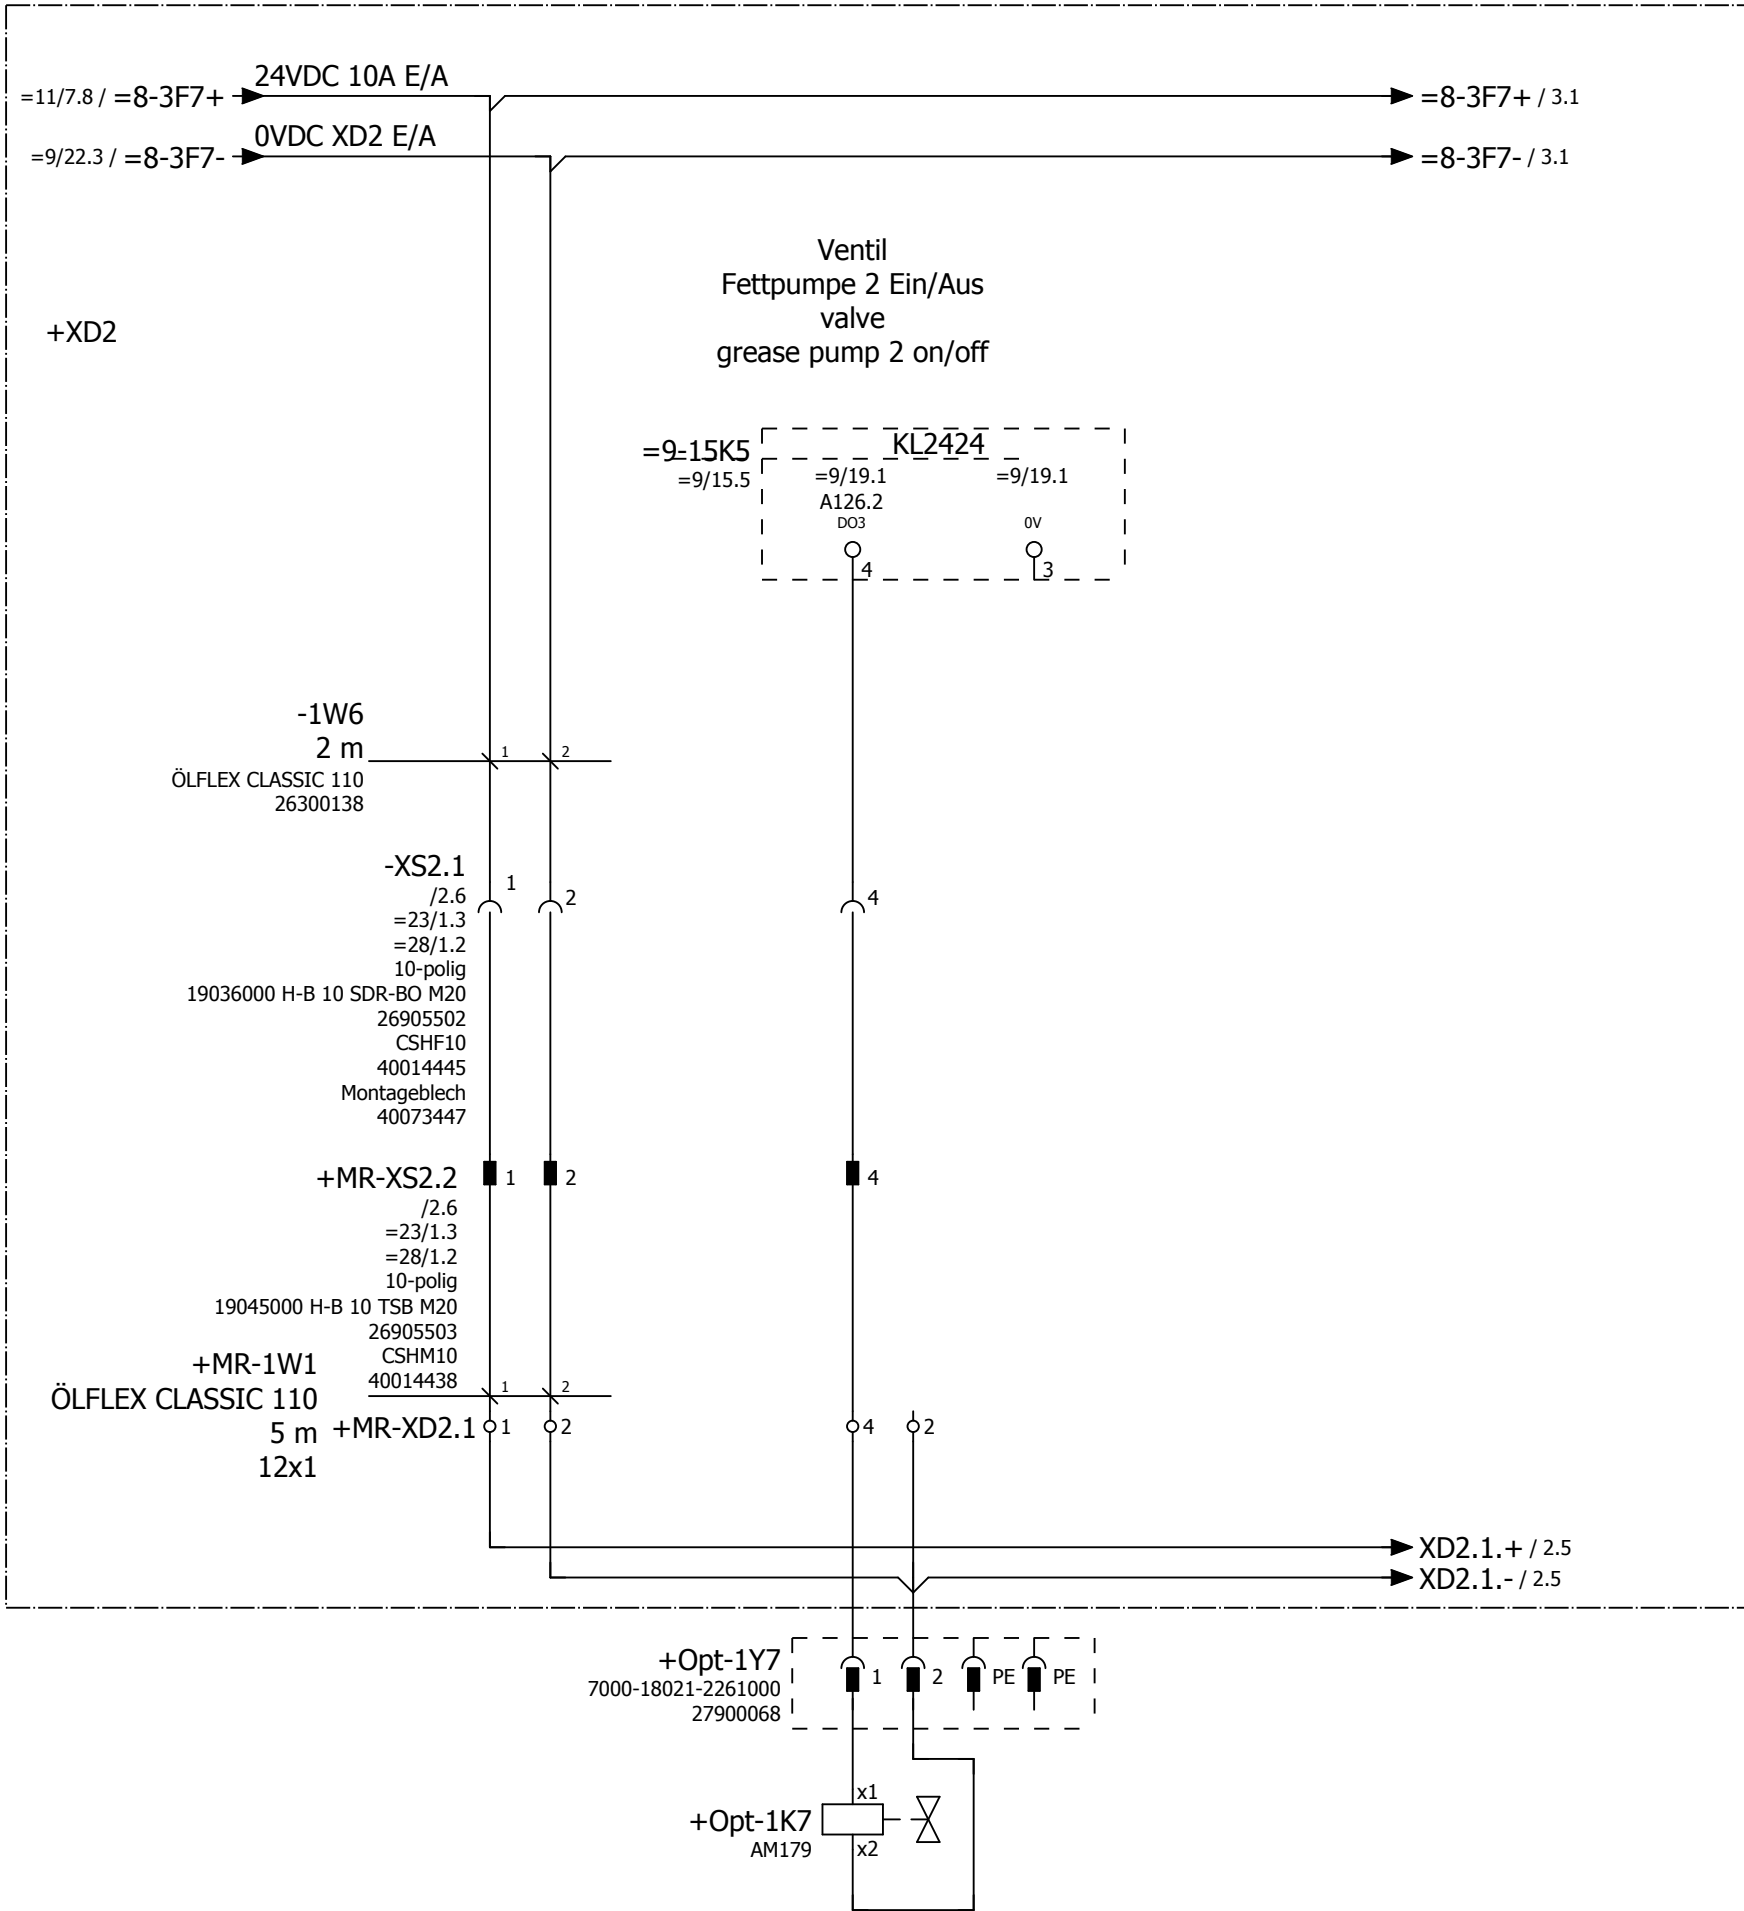 24VDC 10A E/A
=11/7.8 / =8-3F7+
=8-3F7+ / 3.1
0VDC XD2 E/A
=9/22.3 / =8-3F7-
=8-3F7- / 3.1
Ventil
Fettpumpe 2 Ein/Aus
valve
grease pump 2 on/off
+XD2
=9-15K5
=9/15.5
KL2424
=9/19.1
=9/19.1
A126.2
DO3
0V
4
3
-1W6
2 m
ÖLFLEX CLASSIC 110
26300138
1
2
-XS2.1
/2.6
=23/1.3
=28/1.2
10-polig
19036000 H-B 10 SDR-BO M20
26905502
CSHF10
40014445
Montageblech
40073447
1
2
4
+MR-XS2.2
/2.6
=23/1.3
=28/1.2
10-polig
19045000 H-B 10 TSB M20
26905503
CSHM10
40014438
1
2
4
+MR-1W1
ÖLFLEX CLASSIC 110
5 m
12x1
1
2
+MR-XD2.1
1
2
4
2
XD2.1.+ / 2.5
XD2.1.- / 2.5
+Opt-1Y7
7000-18021-2261000
27900068
1
2
PE
PE
+Opt-1K7
AM179
x1
x2